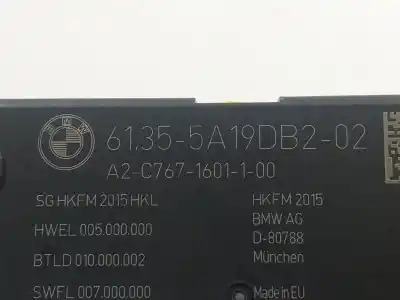 BMW
61.35-5A19DB2-02
A2-C767-1601-1-00
SG HKFM 2015 HKL
HWEL 005.000.000
BTLD 010.000.002
SWFL 007.000.000
HKFM 2015
BMW AG
D-80788
München
Made in EU